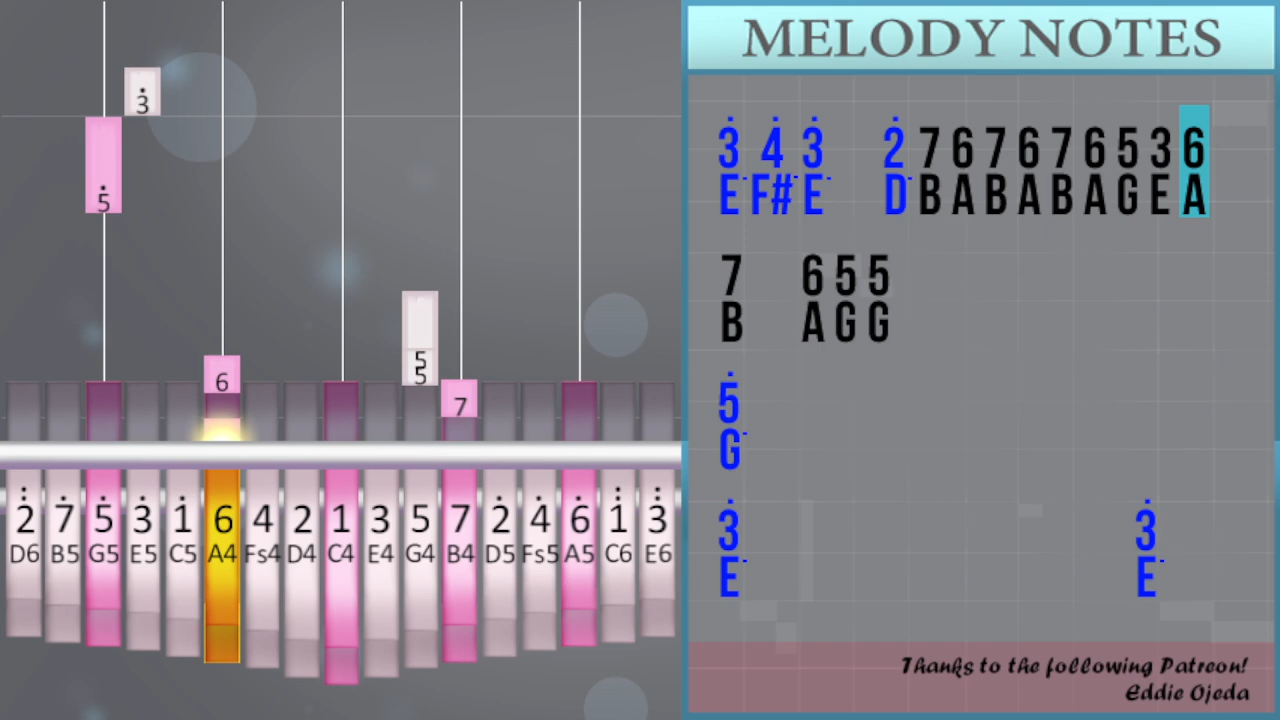 MELODY NOTES
3̇ 4̇ 3̇ 2̇ 7 6 7 6 7 6 5 3 6
E˙ F#˙ E˙ D˙ B A B A B A G E A
7 6 5 5
B A G G
5̇
G˙
3̇ 3̇
E˙ E˙
3̇
5̇
5
5
6
7
2̈ 7̇ 5̇ 3̇ 1̇ 6 4 2 1 3 5 7 2̇ 4̇ 6̇ 1̈ 3̈
D6 B5 G5 E5 C5 A4 Fs4 D4 C4 E4 G4 B4 D5 Fs5 A5 C6 E6
Thanks to the following Patreon!
Eddie Ojeda